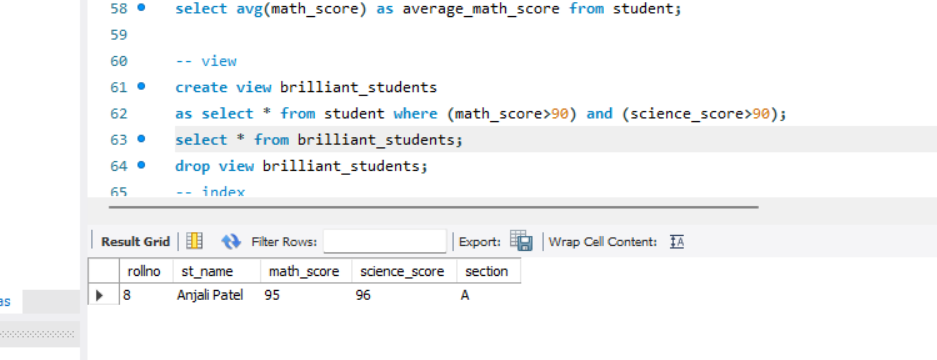 58 select avg(math_score) as average_math_score from student;
59
60 -- view
61 create view brilliant_students
62 as select * from student where (math_score>90) and (science_score>90);
63 select * from brilliant_students;
64 drop view brilliant_students;
65 -- index
Result Grid Filter Rows: Export: Wrap Cell Content: IA
rollno st_name math_score science_score section
8 Anjali Patel 95 96 A
as